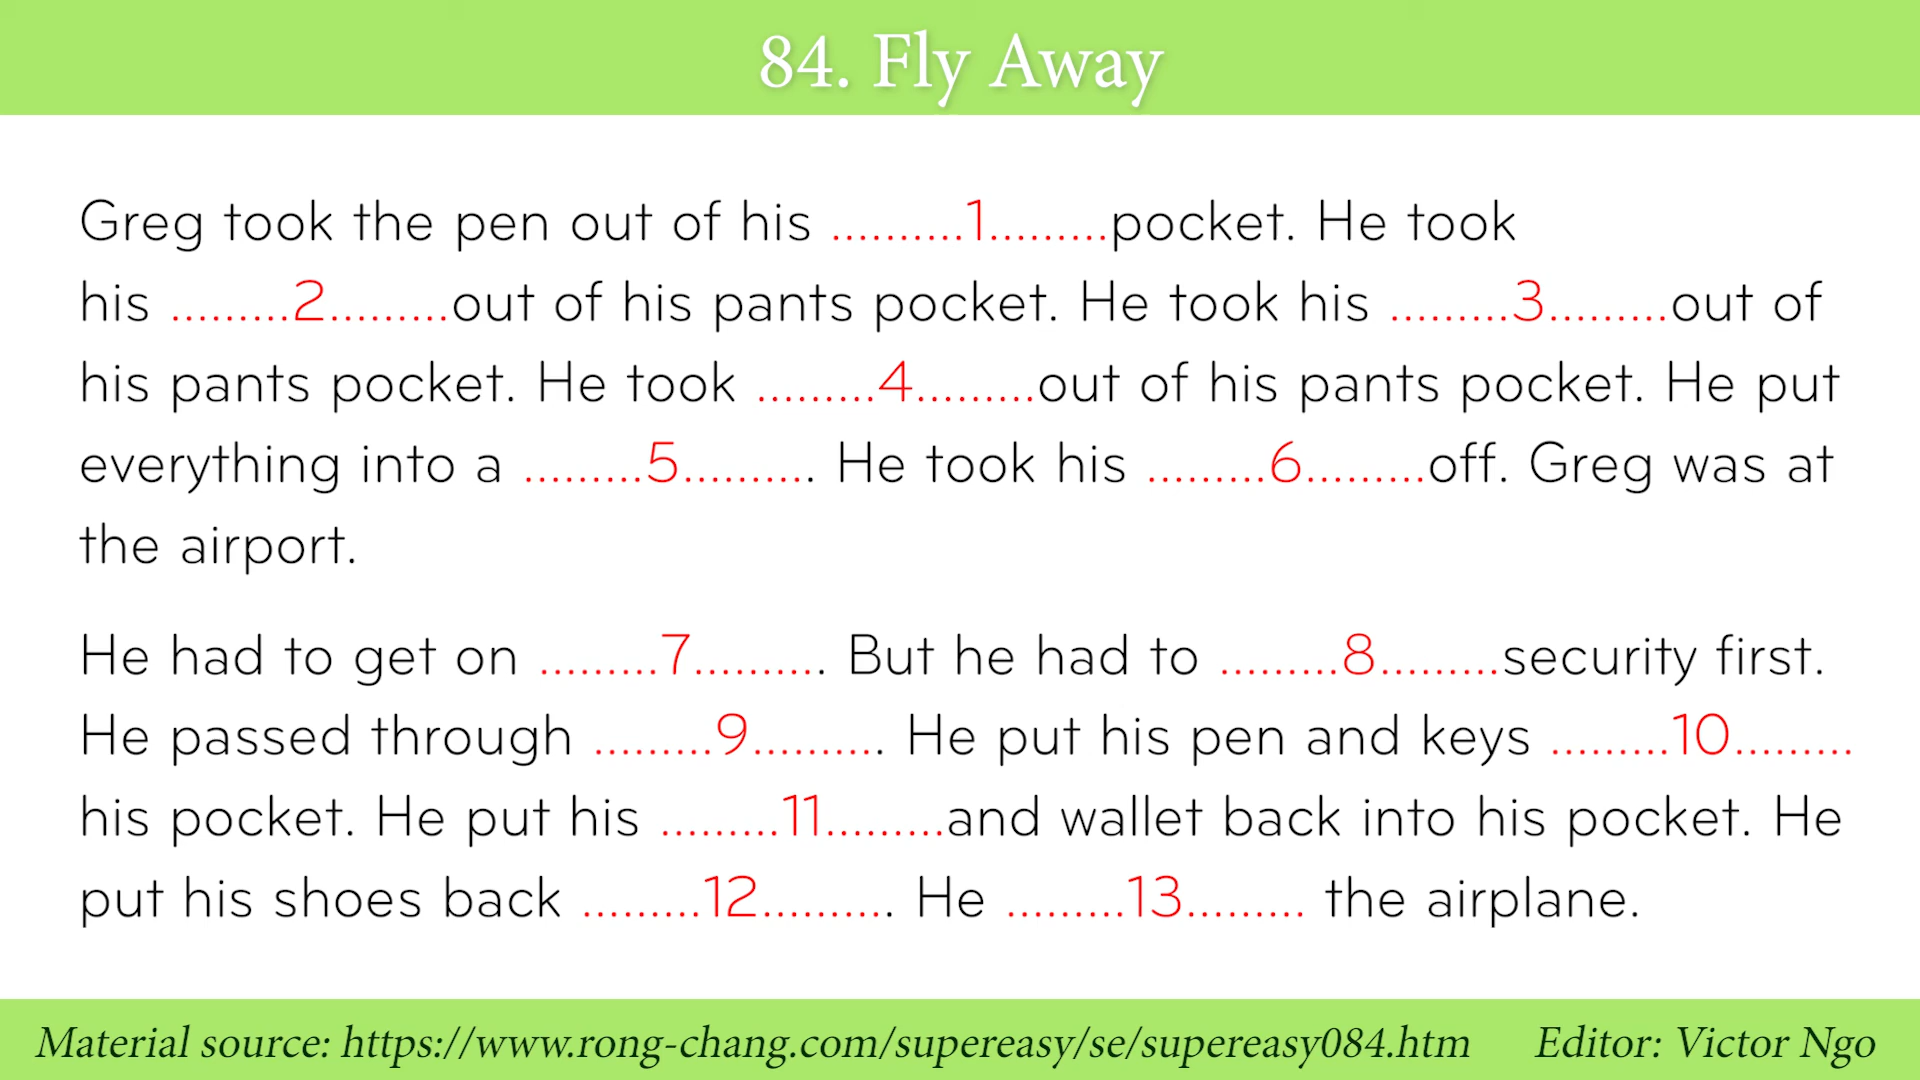 84. Fly Away
Greg took the pen out of his ..........1.........pocket. He took
his .........2.........out of his pants pocket. He took his .........3.........out of
his pants pocket. He took .........4.........out of his pants pocket. He put
everything into a .........5.......... He took his .........6.........off. Greg was at
the airport.
He had to get on .........7.......... But he had to .........8.........security first.
He passed through .........9.......... He put his pen and keys .........10.........
his pocket. He put his .........11.........and wallet back into his pocket. He
put his shoes back .........12.......... He .........13......... the airplane.
Material source: https://www.rong-chang.com/supereasy/se/supereasy084.htm Editor: Victor Ngo